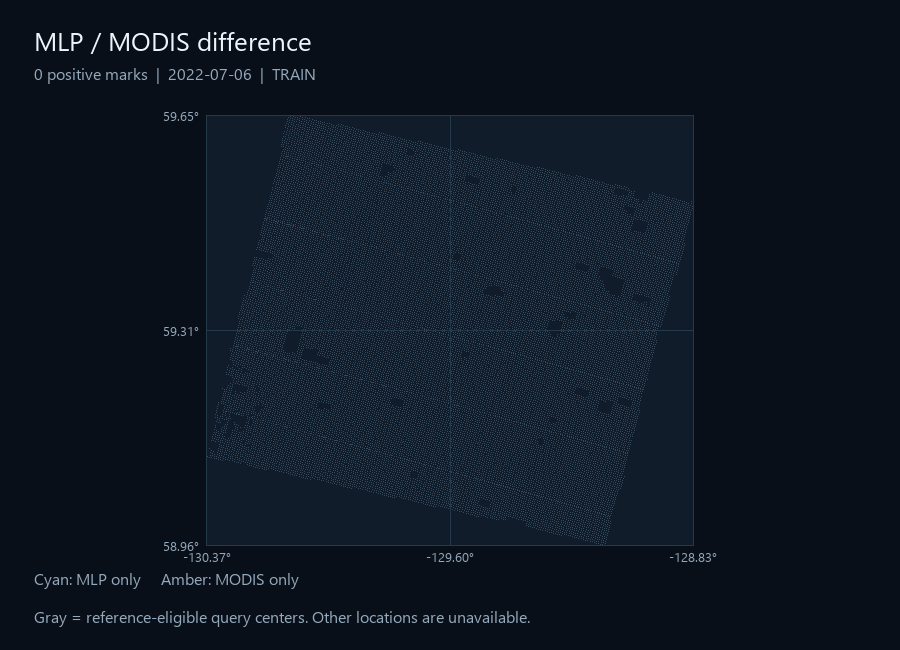 MLP / MODIS difference
0 positive marks | 2022-07-06 | TRAIN
59.65°
59.31°
58.96°
-130.37° -129.60° -128.83°
Cyan: MLP only Amber: MODIS only
Gray = reference-eligible query centers. Other locations are unavailable.